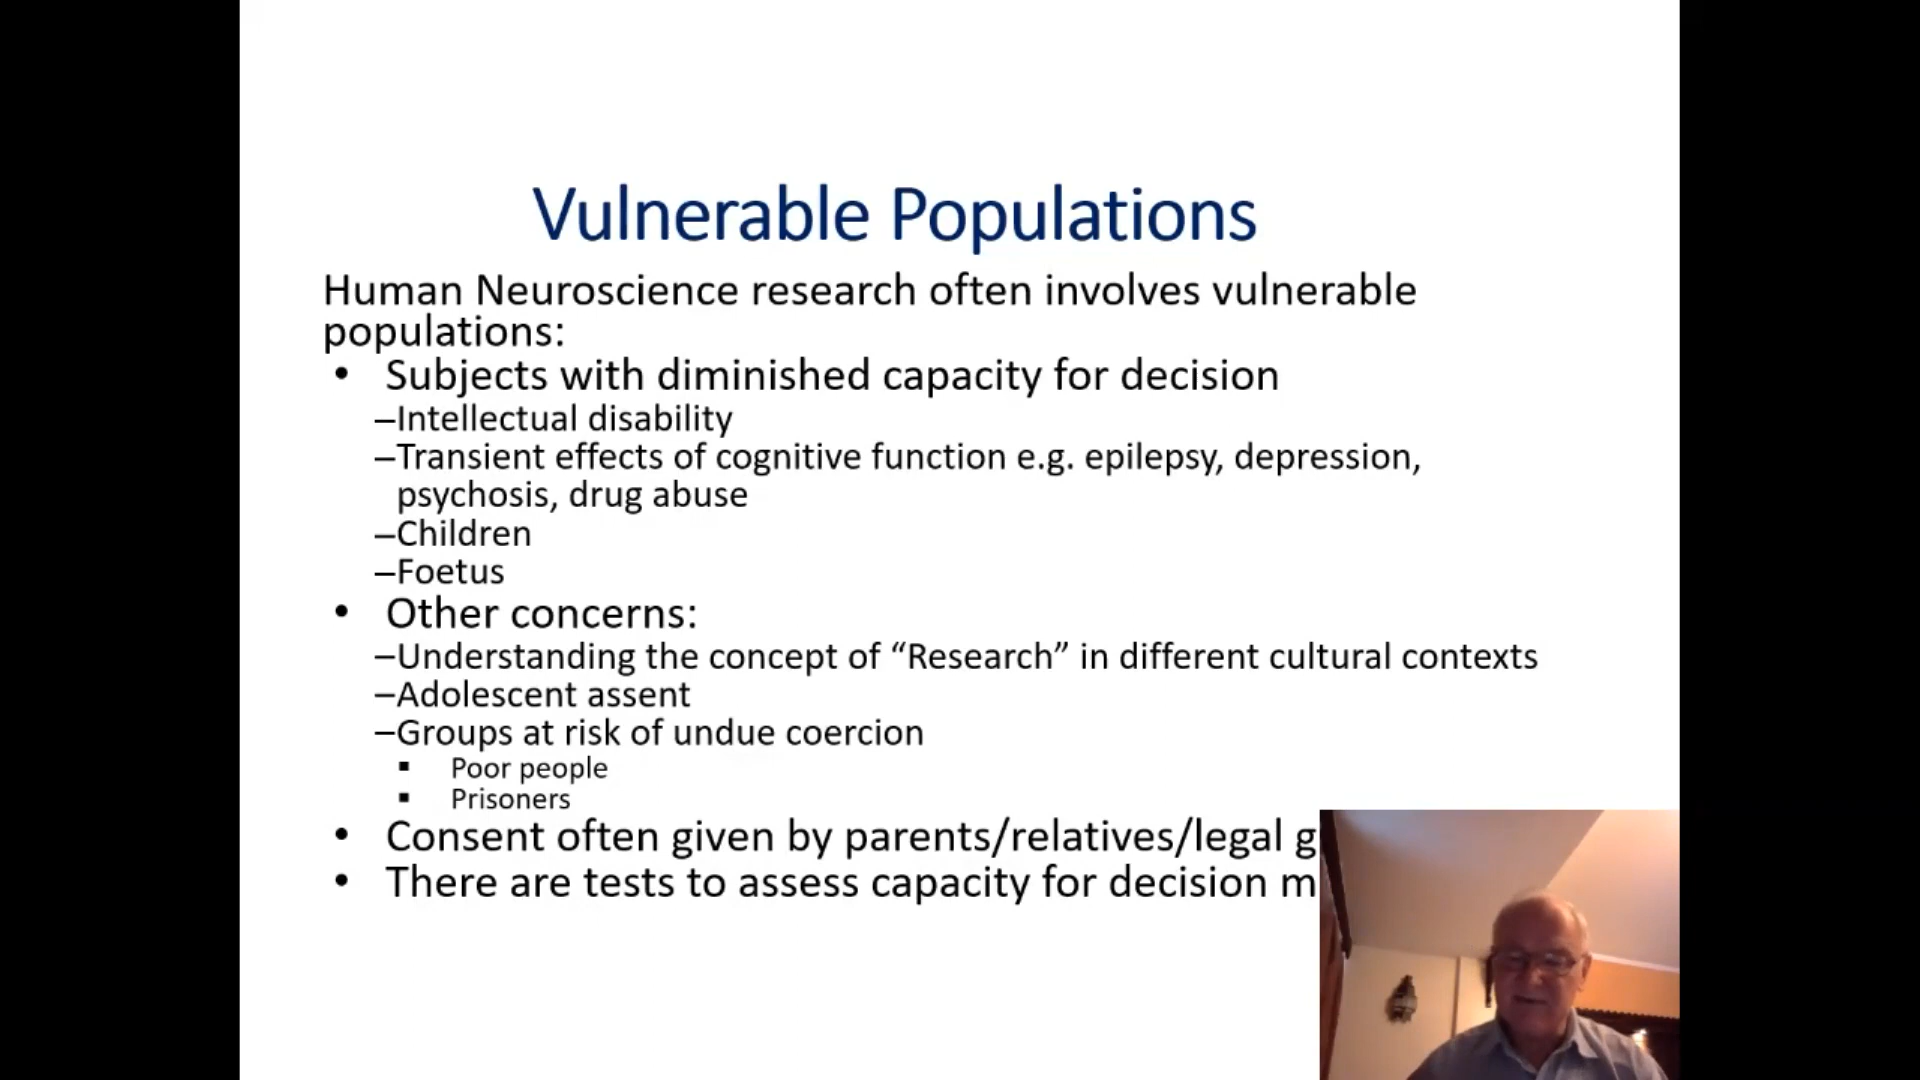 Vulnerable Populations
Human Neuroscience research often involves vulnerable
populations:
• Subjects with diminished capacity for decision
–Intellectual disability
–Transient effects of cognitive function e.g. epilepsy, depression,
psychosis, drug abuse
–Children
–Foetus
• Other concerns:
–Understanding the concept of “Research” in different cultural contexts
–Adolescent assent
–Groups at risk of undue coercion
▪ Poor people
▪ Prisoners
• Consent often given by parents/relatives/legal g
• There are tests to assess capacity for decision m